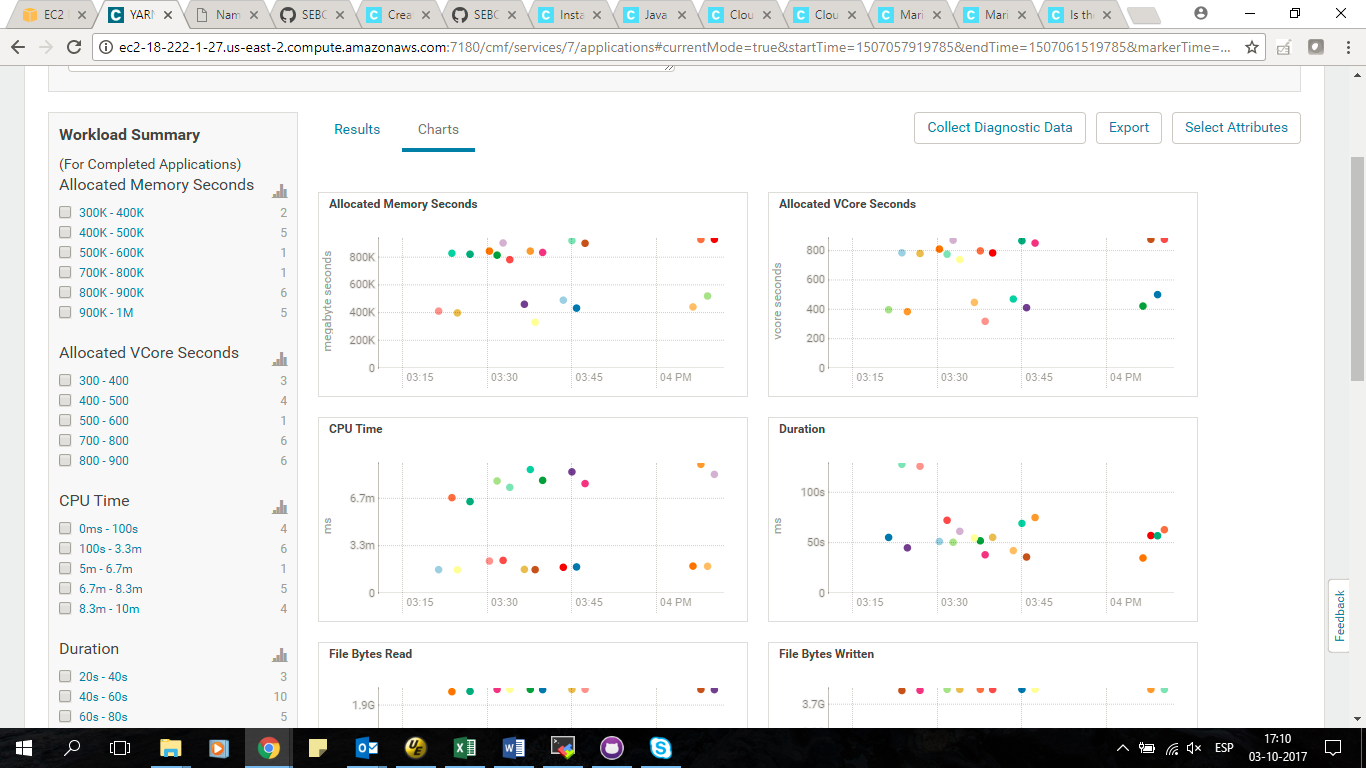 EC2
YARN
Nam
SEBC
Crea
SEBC
Insta
Java
Clou
Clou
Mari
Mari
Is the
ec2-18-222-1-27.us-east-2.compute.amazonaws.com:7180/cmf/services/7/applications#currentMode=true&startTime=1507057919785&endTime=1507061519785&markerTime=...
Workload Summary
(For Completed Applications)
Allocated Memory Seconds
300K - 400K 2
400K - 500K 5
500K - 600K 1
700K - 800K 1
800K - 900K 6
900K - 1M 5
Allocated VCore Seconds
300 - 400 3
400 - 500 4
500 - 600 1
700 - 800 6
800 - 900 6
CPU Time
0ms - 100s 4
100s - 3.3m 6
5m - 6.7m 1
6.7m - 8.3m 5
8.3m - 10m 4
Duration
20s - 40s 3
40s - 60s 10
60s - 80s 5
Results Charts
Collect Diagnostic Data Export Select Attributes
Allocated Memory Seconds
megabyte seconds
800K
600K
400K
200K
0
03:15 03:30 03:45 04 PM
Allocated VCore Seconds
vcore seconds
800
600
400
200
0
03:15 03:30 03:45 04 PM
CPU Time
ms
6.7m
3.3m
0
03:15 03:30 03:45 04 PM
Duration
ms
100s
50s
0
03:15 03:30 03:45 04 PM
File Bytes Read
1.9G
File Bytes Written
3.7G
Feedback
ESP
17:10
03-10-2017